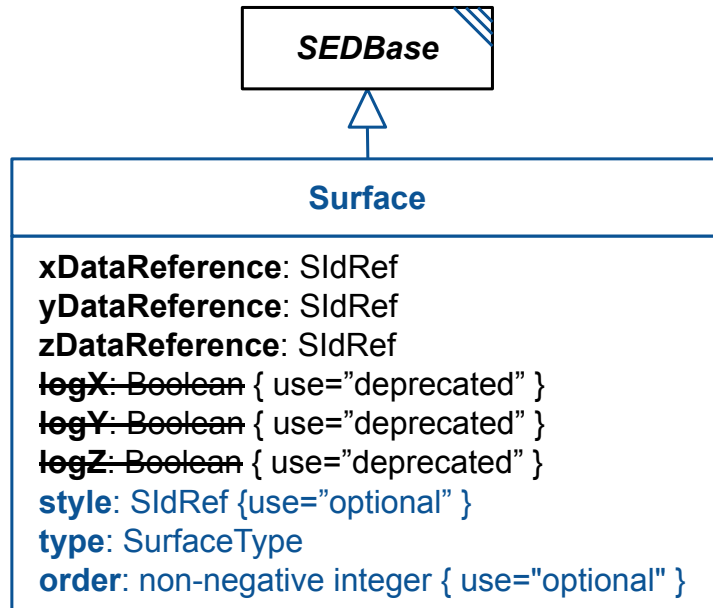 SEDBase
Surface
xDataReference: SIdRef
yDataReference: SIdRef
zDataReference: SIdRef
logX: Boolean { use=”deprecated” }
logY: Boolean { use=”deprecated” }
logZ: Boolean { use=”deprecated” }
style: SIdRef {use=”optional” }
type: SurfaceType
order: non-negative integer { use="optional" }